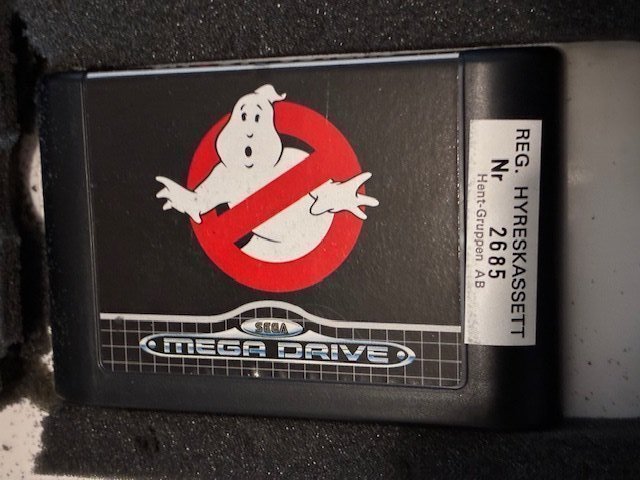 SEGA
MEGA DRIVE
REG. HYRESKASSETT
Nr 2685
Hent-Gruppen AB